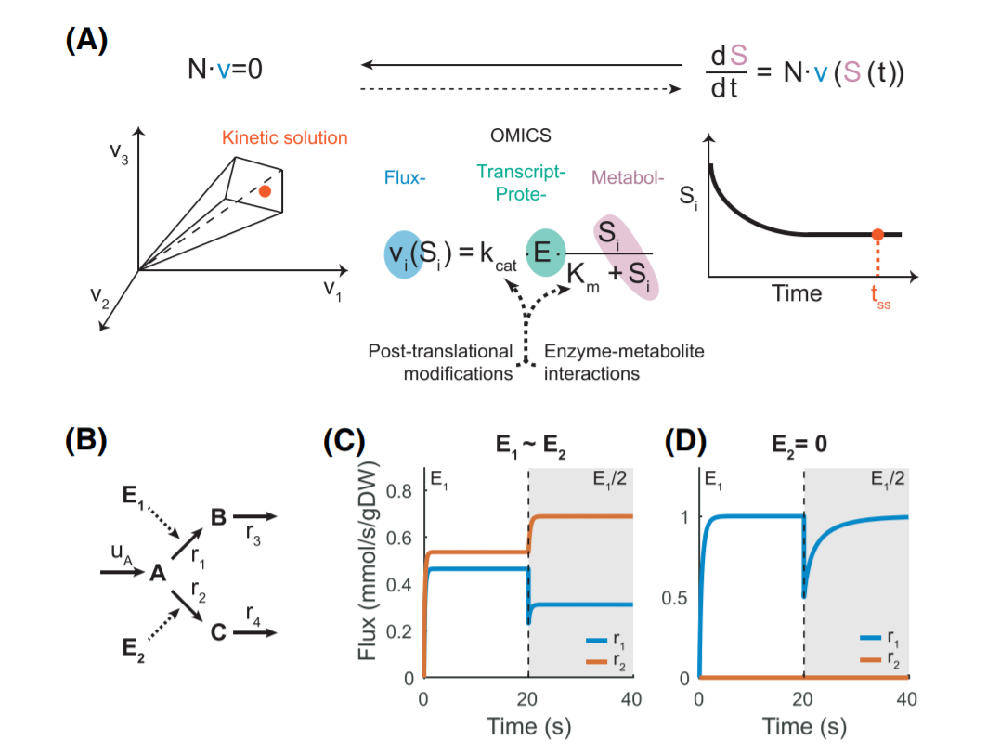 (A)
N·v=0
dS/dt = N·v (S (t))
v3
Kinetic solution
v2
v1
OMICS
Flux-
Transcript-
Prote-
Metabol-
vi(Si) = kcat · E · Si / Km + Si
Post-translational
modifications
Enzyme-metabolite
interactions
Si
Time
tss
(B)
E1
B
r3
uA
A
r1
r2
C
r4
E2
(C)
E1 ~ E2
E1
E1/2
Flux (mmol/s/gDW)
0.8
0.6
0.4
0.2
0
r1
r2
0
20
40
Time (s)
(D)
E2= 0
E1
E1/2
1
0.5
0
r1
r2
0
20
40
Time (s)